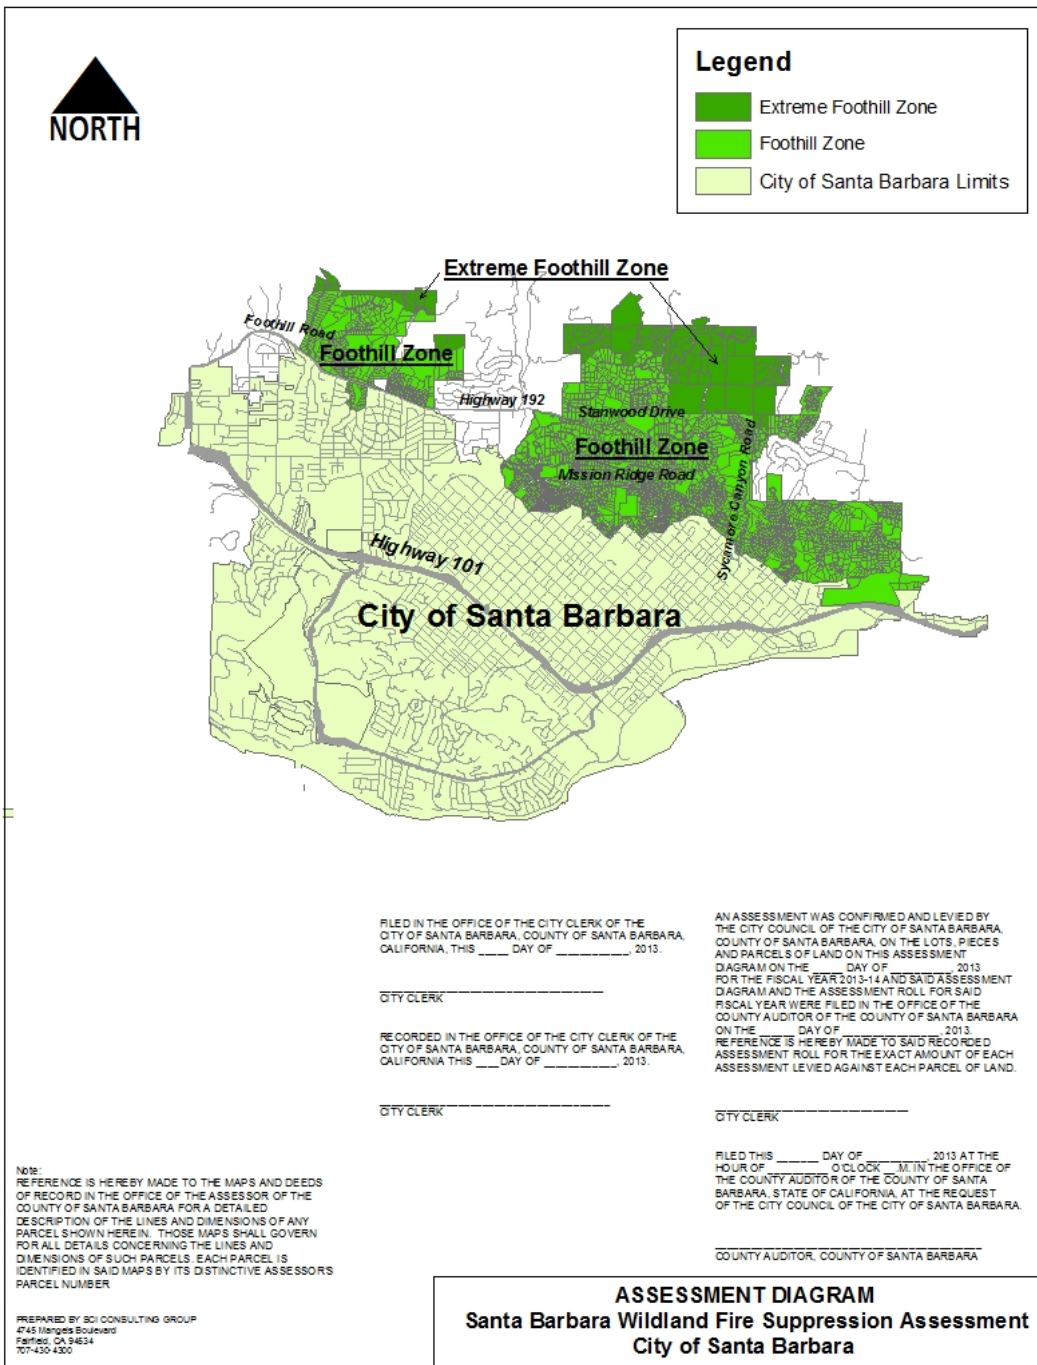 NORTH
Legend
Extreme Foothill Zone
Foothill Zone
City of Santa Barbara Limits
Extreme Foothill Zone
Foothill Road
Foothill Zone
Highway 192
Stanwood Drive
Foothill Zone
Mission Ridge Road
Sycamore Canyon Road
Highway 101
City of Santa Barbara
FILED IN THE OFFICE OF THE CITY CLERK OF THE
CITY OF SANTA BARBARA, COUNTY OF SANTA BARBARA,
CALIFORNIA, THIS _____ DAY OF ____________, 2013.
CITY CLERK
RECORDED IN THE OFFICE OF THE CITY CLERK OF THE
CITY OF SANTA BARBARA, COUNTY OF SANTA BARBARA,
CALIFORNIA THIS ____ DAY OF ____________, 2013.
CITY CLERK
AN ASSESSMENT WAS CONFIRMED AND LEVIED BY
THE CITY COUNCIL OF THE CITY OF SANTA BARBARA,
COUNTY OF SANTA BARBARA, ON THE LOTS, PIECES
AND PARCELS OF LAND ON THIS ASSESSMENT
DIAGRAM ON THE _____ DAY OF __________, 2013
FOR THE FISCAL YEAR 2013-14 AND SAID ASSESSMENT
DIAGRAM AND THE ASSESSMENT ROLL FOR SAID
FISCAL YEAR WERE FILED IN THE OFFICE OF THE
COUNTY AUDITOR OF THE COUNTY OF SANTA BARBARA
ON THE ______ DAY OF ________________, 2013.
REFERENCE IS HEREBY MADE TO SAID RECORDED
ASSESSMENT ROLL FOR THE EXACT AMOUNT OF EACH
ASSESSMENT LEVIED AGAINST EACH PARCEL OF LAND.
CITY CLERK
FILED THIS _______ DAY OF __________, 2013 AT THE
HOUR OF __________ O'CLOCK __.M. IN THE OFFICE OF
THE COUNTY AUDITOR OF THE COUNTY OF SANTA
BARBARA, STATE OF CALIFORNIA, AT THE REQUEST
OF THE CITY COUNCIL OF THE CITY OF SANTA BARBARA.
COUNTY AUDITOR, COUNTY OF SANTA BARBARA
Note:
REFERENCE IS HEREBY MADE TO THE MAPS AND DEEDS
OF RECORD IN THE OFFICE OF THE ASSESSOR OF THE
COUNTY OF SANTA BARBARA FOR A DETAILED
DESCRIPTION OF THE LINES AND DIMENSIONS OF ANY
PARCEL SHOWN HEREIN. THOSE MAPS SHALL GOVERN
FOR ALL DETAILS CONCERNING THE LINES AND
DIMENSIONS OF SUCH PARCELS. EACH PARCEL IS
IDENTIFIED IN SAID MAPS BY ITS DISTINCTIVE ASSESSOR'S
PARCEL NUMBER
PREPARED BY SCI CONSULTING GROUP
4745 Mangels Boulevard
Fairfield, CA 94534
707-430-4300
ASSESSMENT DIAGRAM
Santa Barbara Wildland Fire Suppression Assessment
City of Santa Barbara